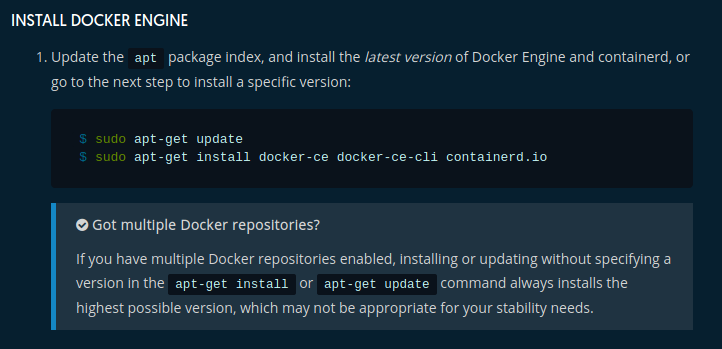 INSTALL DOCKER ENGINE
1. Update the apt package index, and install the latest version of Docker Engine and containerd, or
go to the next step to install a specific version:
$ sudo apt-get update
$ sudo apt-get install docker-ce docker-ce-cli containerd.io
Got multiple Docker repositories?
If you have multiple Docker repositories enabled, installing or updating without specifying a
version in the apt-get install or apt-get update command always installs the
highest possible version, which may not be appropriate for your stability needs.